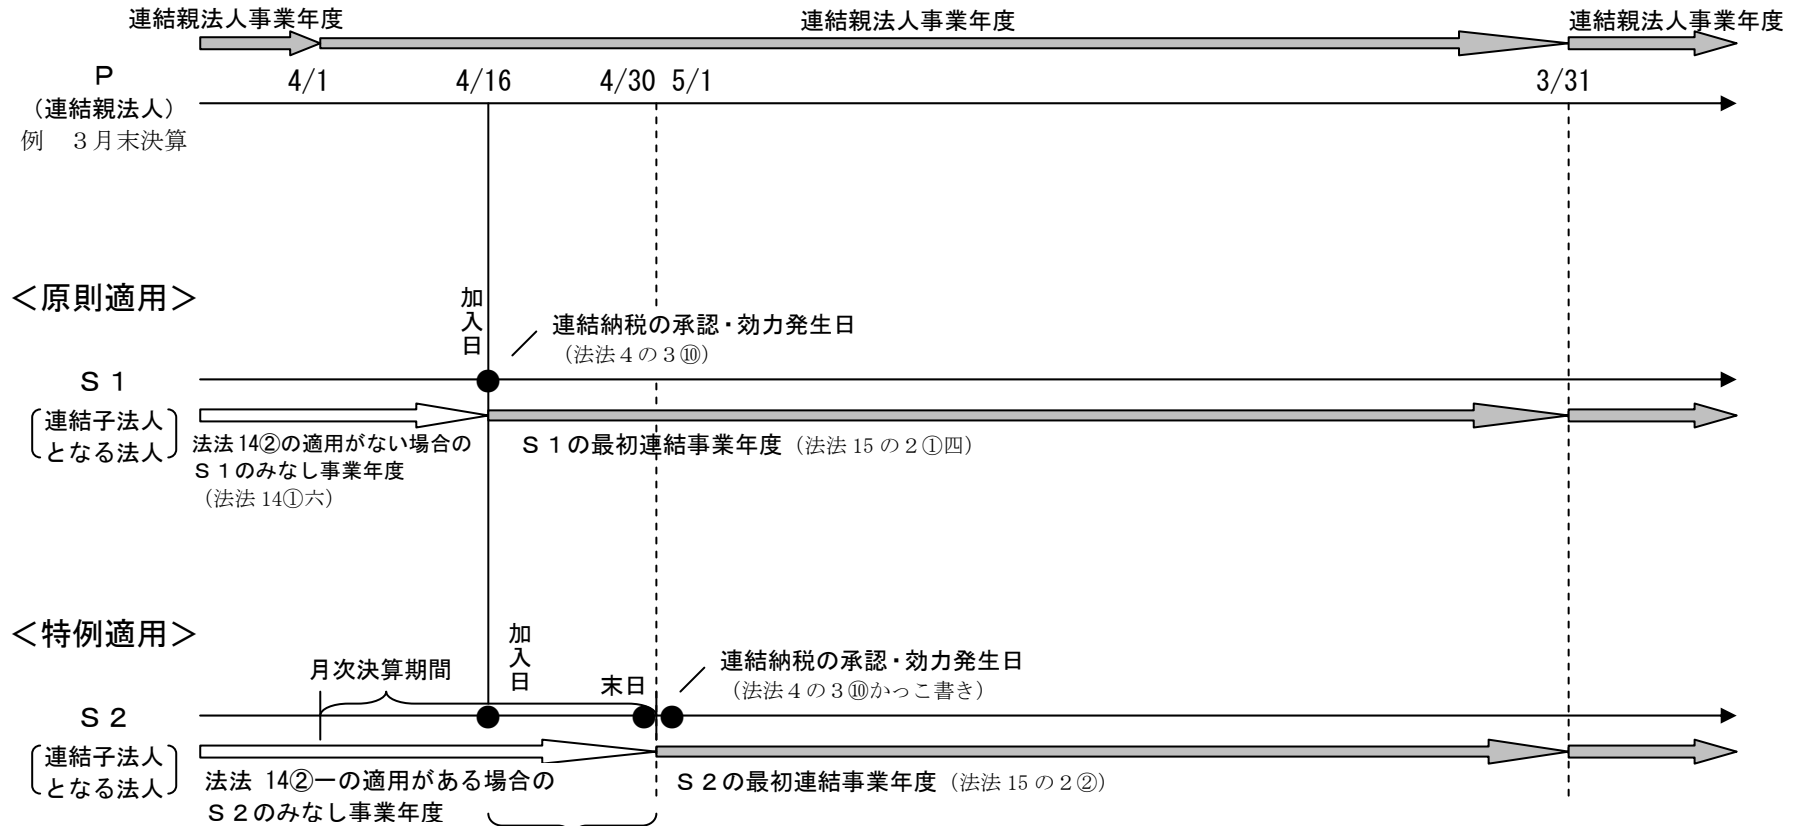 連結親法人事業年度 連結親法人事業年度 連結親法人事業年度
Ｐ 4/1 4/16 4/30 5/1 3/31
（連結親法人）
例　３月末決算
＜原則適用＞
加入日
連結納税の承認・効力発生日
（法法４の３⑩）
Ｓ１
連結子法人
となる法人
法法14②の適用がない場合の
Ｓ１のみなし事業年度
（法法14①六）
Ｓ１の最初連結事業年度（法法15の２①四）
＜特例適用＞
加入日
月次決算期間
末日
連結納税の承認・効力発生日
（法法４の３⑩かっこ書き）
Ｓ２
連結子法人
となる法人
法法 14②一の適用がある場合の
Ｓ２のみなし事業年度
Ｓ２の最初連結事業年度（法法15の２②）